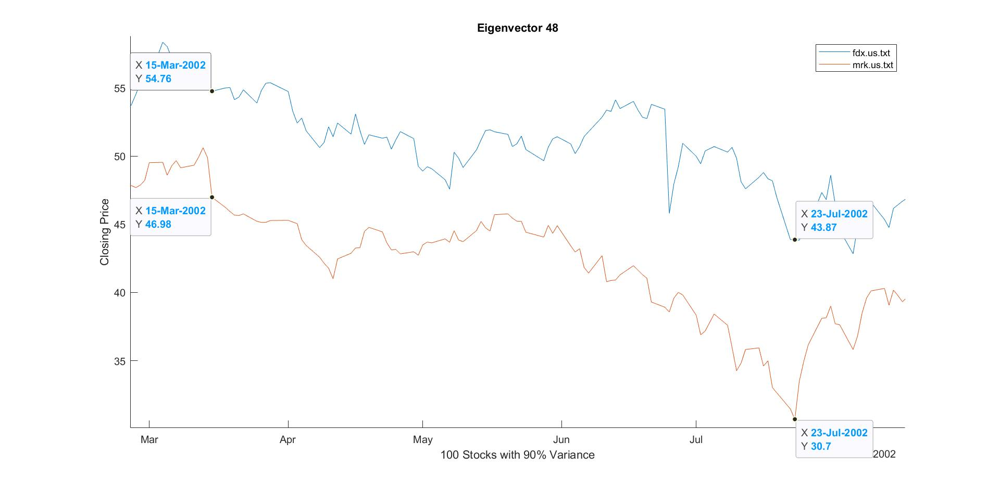 Eigenvector 48
fdx.us.txt
mrk.us.txt
X 15-Mar-2002
Y 54.76
55
50
45
40
35
Closing Price
X 15-Mar-2002
Y 46.98
X 23-Jul-2002
Y 43.87
X 23-Jul-2002
Y 30.7
Mar
Apr
May
Jun
Jul
2002
100 Stocks with 90% Variance